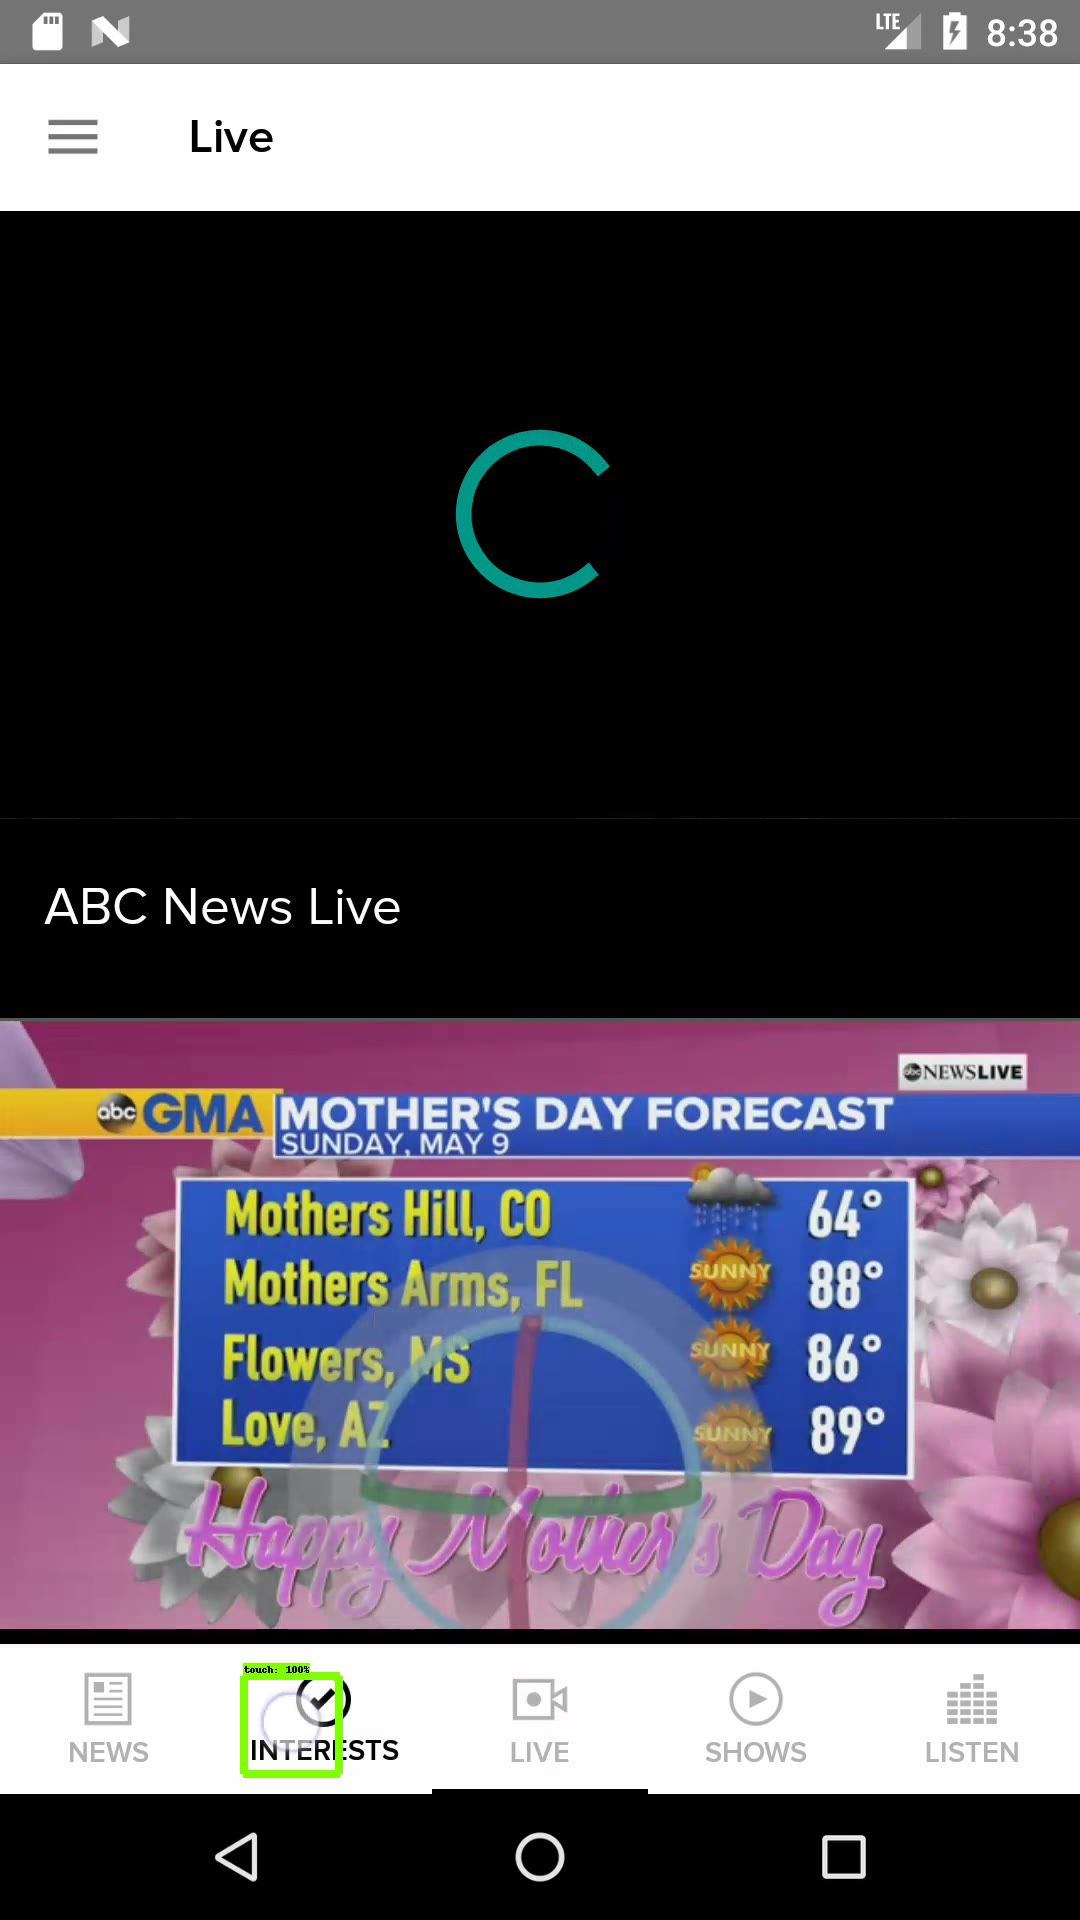 LTE 8:38
Live
ABC News Live
abc NEWSLIVE
abc GMA MOTHER'S DAY FORECAST
SUNDAY, MAY 9
Mothers Hill, CO 64°
Mothers Arms, FL SUNNY 88°
Flowers, MS SUNNY 86°
Love, AZ SUNNY 89°
Happy Mother's Day
touch: 100%
NEWS INTERESTS LIVE SHOWS LISTEN